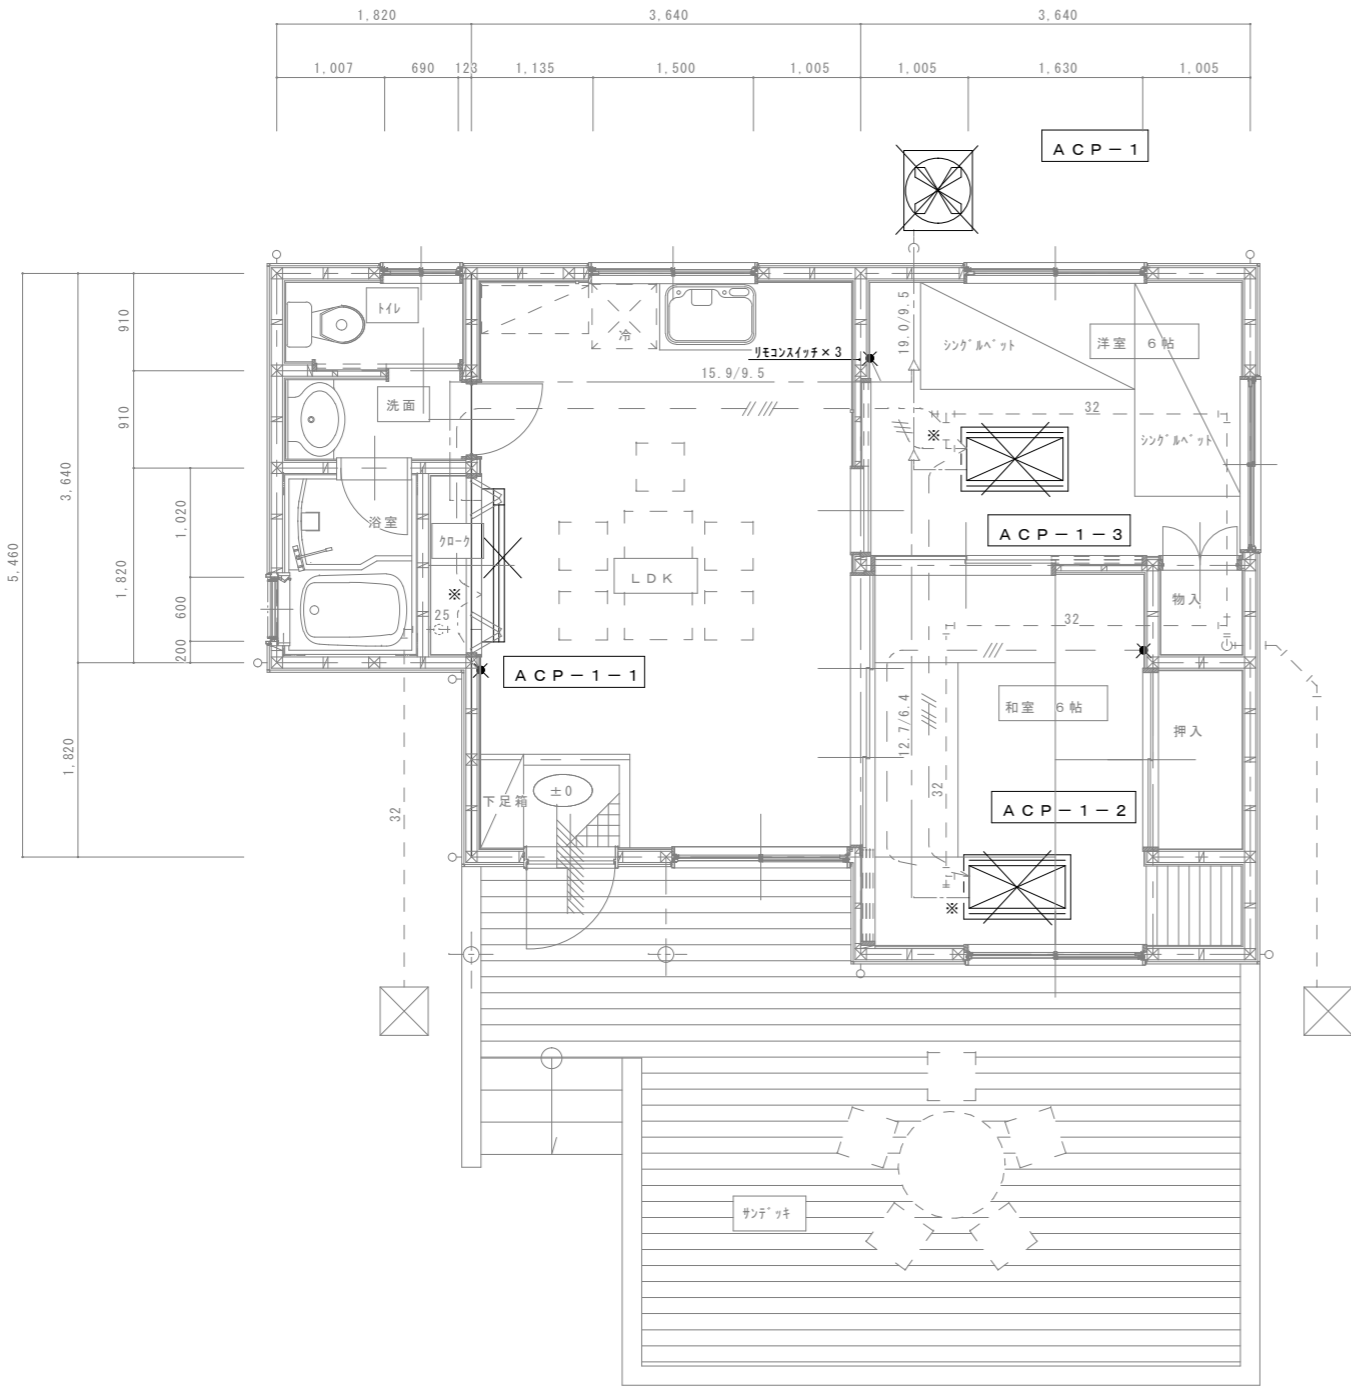 1,820
3,640
3,640
1,007
690
123
1,135
1,500
1,005
1,005
1,630
1,005
ACP-1
910
910
3,640
5,460
1,020
1,820
600
200
1,820
トイレ
冷
リモコンスイッチ×3
15.9/9.5
19.0/9.5
シングルベット
洋室 6帖
洗面
32
※
シングルベット
浴室
クローク
ACP-1-3
LDK
※
25
物入
32
ACP-1-1
和室 6帖
12.7/6.4
押入
32
32
下足箱
±0
ACP-1-2
※
サンデッキ